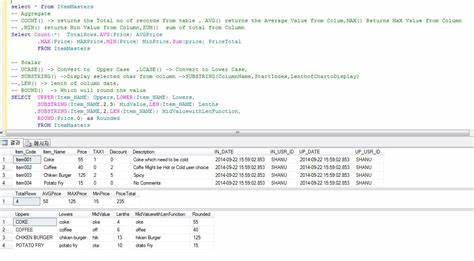 select * from ItemMasters
-- Aggregate
-- COUNT() -> returns the Total no of records from table , AVG() returns the Average Value from Colum,MAX() Returns MaX Value from Column
-- ,MIN() returns Min Value from Column,SUM()  sum of total from Column
Select Count(*)  TotalRows,AVG(Price) AVGPrice
,MAX(Price) MAXPrice,MIN(Price) MinPrice,Sum(price) PriceTotal
FROM ItemMasters
-- Scalar
-- UCASE() -> Convert to  Upper Case  ,LCASE() -> Convert to Lower Case,
-- SUBSTRING() ->Display selected char from column ->SUBSTRING(ColumnName,StartIndex,LenthofChartoDisplay)
-- ,LEN() -> lench of column date,
-- ROUND() -> Which will round the value
SELECT  UPPER(Item_NAME) Uppers,LOWER(Item_NAME) Lowers,
SUBSTRING(Item_NAME,2,3) MidValue,LEN(Item_NAME) Lenths
,SUBSTRING(Item_NAME,2,LEN(Item_NAME)) MidValuewithLenFunction,
ROUND(Price,0) as Rounded
FROM ItemMasters
결과 메시지
Item_Code Item_Name Price TAX1 Discount Description IN_DATE IN_USR_ID UP_DATE UP_USR_ID
1 Item001 Coke 55 1 0 Coke which need to be cold 2014-09-22 15:59:02.853 SHANU 2014-09-22 15:59:02.853 SHANU
2 Item002 Coffee 40 0 2 Coffe Might be Hot or Cold user choice 2014-09-22 15:59:02.853 SHANU 2014-09-22 15:59:02.853 SHANU
3 Item003 Chiken Burger 125 2 5 Spicy 2014-09-22 15:59:02.853 SHANU 2014-09-22 15:59:02.853 SHANU
4 Item004 Potato Fry 15 0 0 No Comments 2014-09-22 15:59:02.853 SHANU 2014-09-22 15:59:02.853 SHANU
TotalRows AVGPrice MAXPrice MinPrice PriceTotal
1 4 58 125 15 235
Uppers Lowers MidValue Lenths MidValuewithLenFunction Rounded
1 COKE coke oke 4 oke 55
2 COFFEE coffee off 6 offee 40
3 CHIKEN BURGER chiken burger hik 13 hiken Burger 125
4 POTATO FRY potato fry ota 10 otato Fry 15